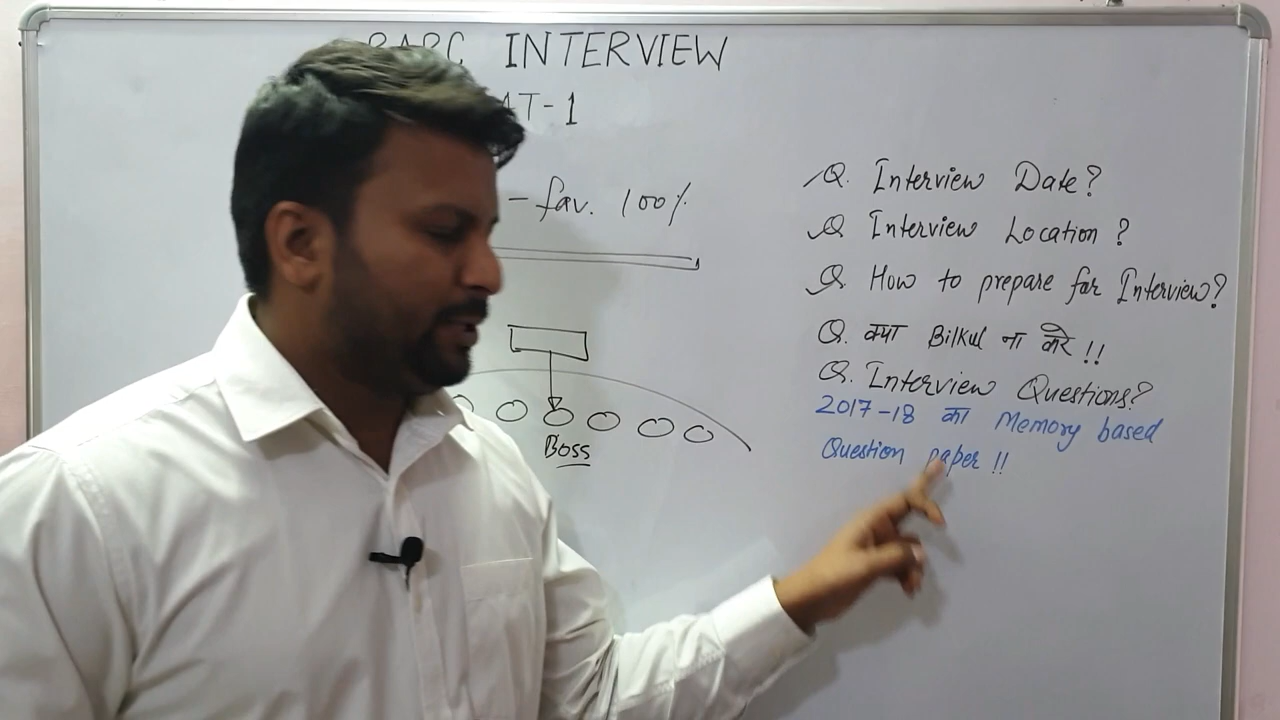 BARC INTERVIEW
AT-1
- fav. 100%
Boss
Q. Interview Date?
Q Interview Location ?
Q. How to prepare for Interview?
Q. क्या Bilkul ना करे !!
Q. Interview Questions?
2017-18 का Memory based
Question paper !!